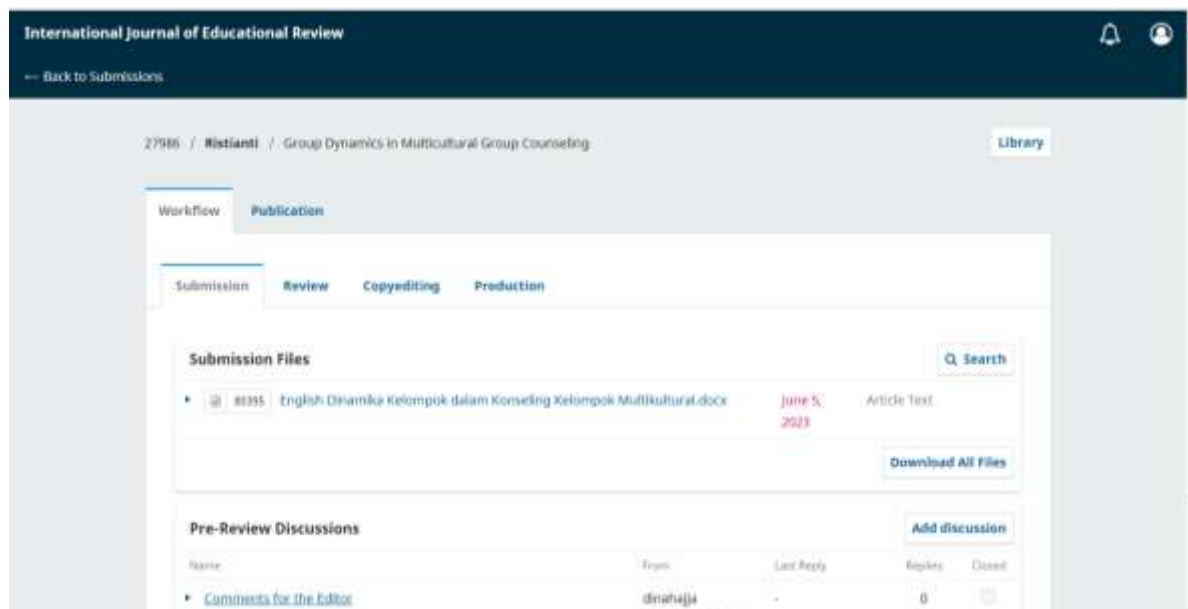 International Journal of Educational Review
← Back to Submissions
27986 / Ristianti / Group Dynamics in Multicultural Group Counseling
Library
Workflow Publication
Submission Review Copyediting Production
Submission Files
Search
English Dinamika Kelompok dalam Konseling Kelompok Multikultural.docx June 5, 2023 Article Text
Download All Files
Pre-Review Discussions
Add discussion
Name From Last Reply Replies Closed
Comments for the Editor dinahajja - 0